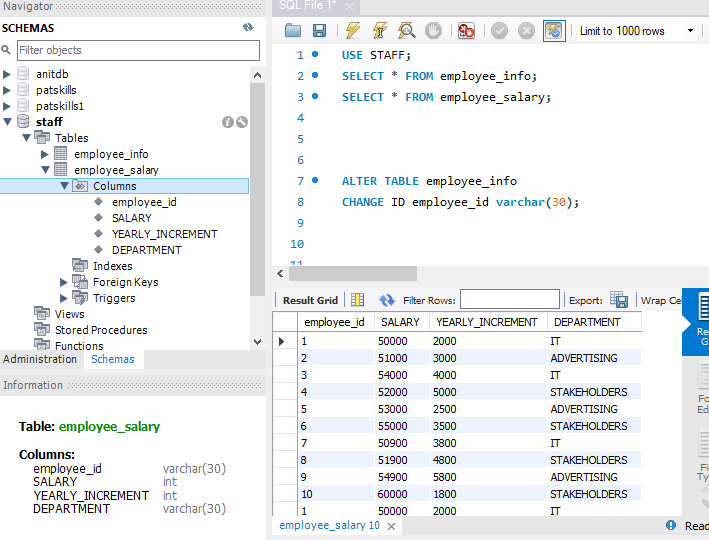 Navigator
SCHEMAS
Filter objects
anitdb
patskills
patskills1
staff
Tables
employee_info
employee_salary
Columns
employee_id
SALARY
YEARLY_INCREMENT
DEPARTMENT
Indexes
Foreign Keys
Triggers
Views
Stored Procedures
Functions
Administration Schemas
Information
Table: employee_salary
Columns:
employee_id varchar(30)
SALARY int
YEARLY_INCREMENT int
DEPARTMENT varchar(30)
SQL File 1*
Limit to 1000 rows
1 USE STAFF;
2 SELECT * FROM employee_info;
3 SELECT * FROM employee_salary;
4
5
6
7 ALTER TABLE employee_info
8 CHANGE ID employee_id varchar(30);
9
10
11
Result Grid Filter Rows: Export: Wrap Ce
employee_id SALARY YEARLY_INCREMENT DEPARTMENT
1 50000 2000 IT
2 51000 3000 ADVERTISING
3 54000 4000 IT
4 52000 5000 STAKEHOLDERS
5 53000 2500 ADVERTISING
6 55000 3500 STAKEHOLDERS
7 50900 3800 IT
8 51900 4800 STAKEHOLDERS
9 54900 5800 ADVERTISING
10 60000 1800 STAKEHOLDERS
1 50000 2000 IT
employee_salary 10
Read